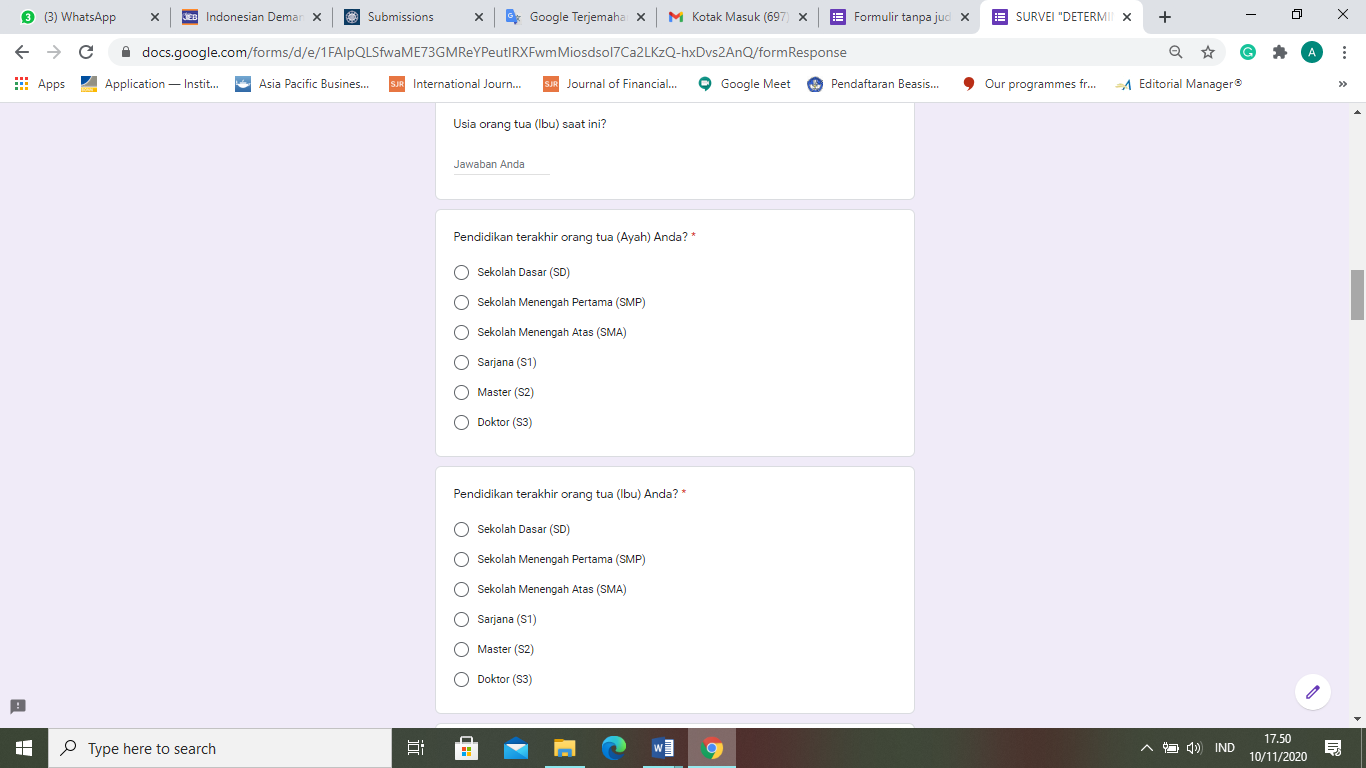 (3) WhatsApp
Indonesian Deman
Submissions
Google Terjemaha
Kotak Masuk (697)
Formulir tanpa jud
SURVEI "DETERMI
docs.google.com/forms/d/e/1FAIpQLSfwaME73GMReYPeutIRXFwmMiosdsoI7Ca2LKzQ-hxDvs2AnQ/formResponse
A
Apps
Application — Instit...
Asia Pacific Busines...
SJR International Journ...
SJR Journal of Financial...
Google Meet
Pendaftaran Beasis...
Our programmes fr...
Editorial Manager®
»
Usia orang tua (Ibu) saat ini?
Jawaban Anda
Pendidikan terakhir orang tua (Ayah) Anda? *
Sekolah Dasar (SD)
Sekolah Menengah Pertama (SMP)
Sekolah Menengah Atas (SMA)
Sarjana (S1)
Master (S2)
Doktor (S3)
Pendidikan terakhir orang tua (Ibu) Anda? *
Sekolah Dasar (SD)
Sekolah Menengah Pertama (SMP)
Sekolah Menengah Atas (SMA)
Sarjana (S1)
Master (S2)
Doktor (S3)
Type here to search
IND
17.50
10/11/2020